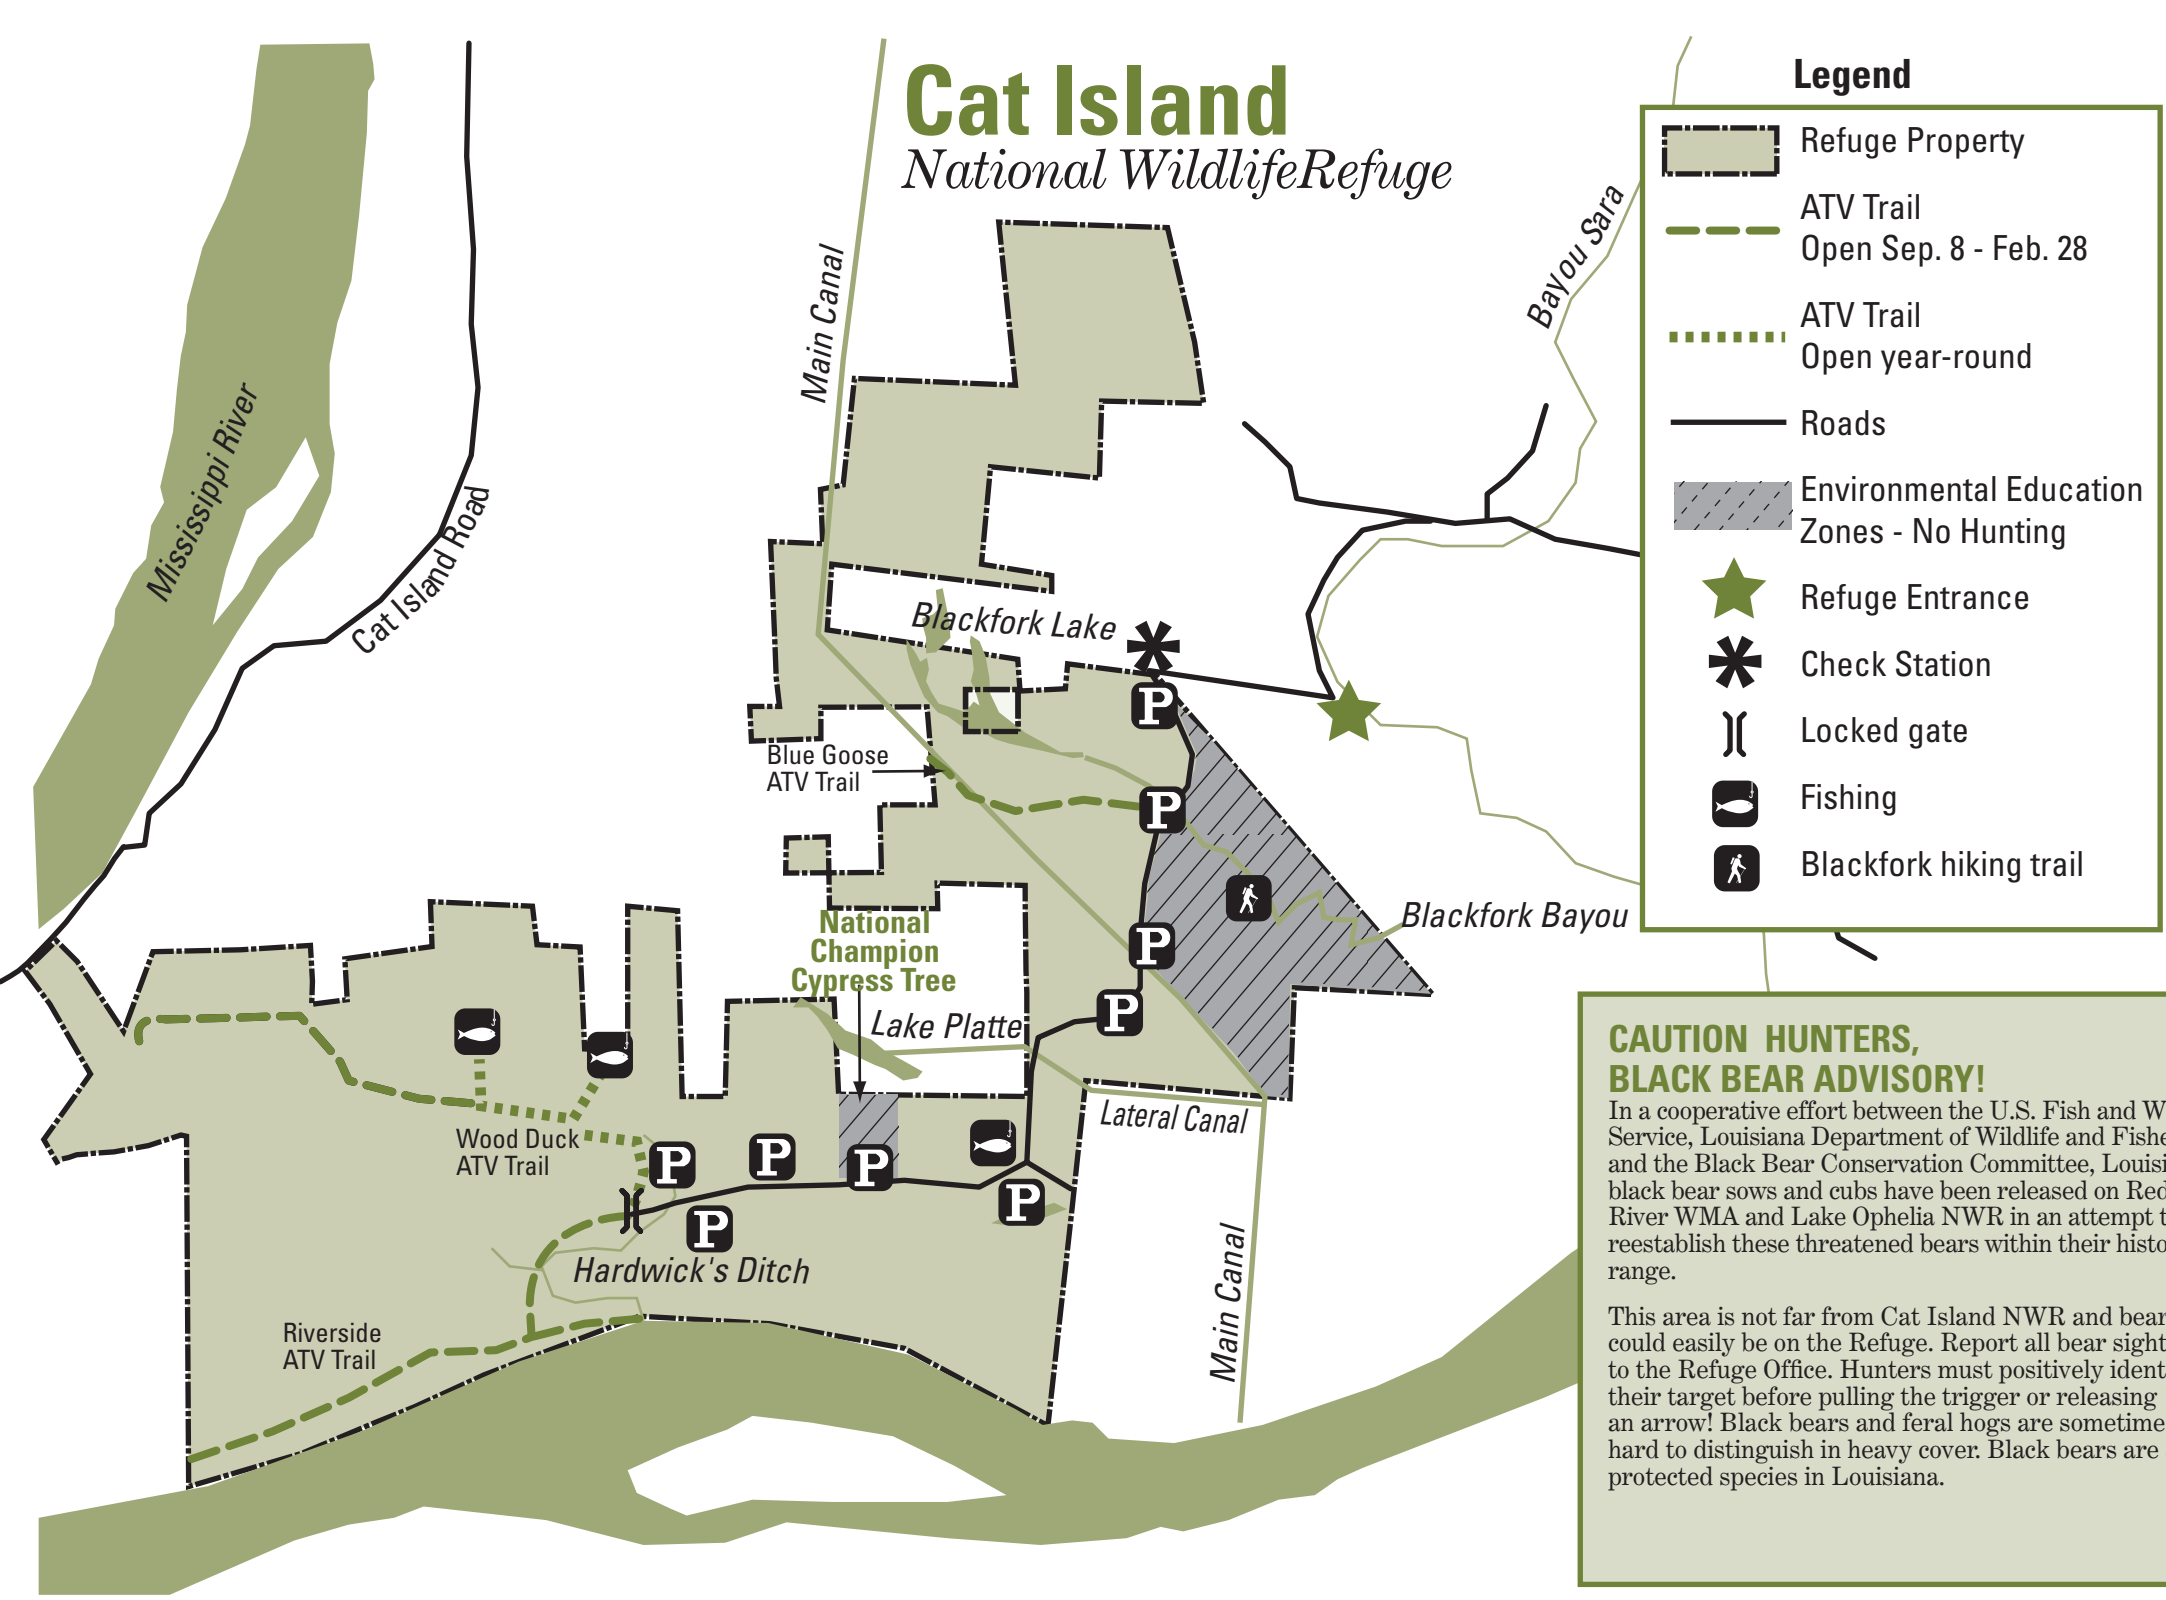 Cat Island
National WildlifeRefuge
Legend
Refuge Property
ATV Trail
Open Sep. 8 - Feb. 28
ATV Trail
Open year-round
Roads
Environmental Education
Zones - No Hunting
Refuge Entrance
Check Station
Locked gate
Fishing
Blackfork hiking trail
Mississippi River
Cat Island Road
Main Canal
Bayou Sara
Blackfork Lake
P
Blue Goose
ATV Trail
P
Blackfork Bayou
P
National
Champion
Cypress Tree
P
Lake Platte
Lateral Canal
Wood Duck
ATV Trail
P
P
P
P
P
Hardwick's Ditch
Main Canal
Riverside
ATV Trail
CAUTION HUNTERS,
BLACK BEAR ADVISORY!
In a cooperative effort between the U.S. Fish and
Service, Louisiana Department of Wildlife and
and the Black Bear Conservation Committee,
black bear sows and cubs have been released on Red
River WMA and Lake Ophelia NWR in an attempt
reestablish these threatened bears within their
range.
This area is not far from Cat Island NWR and
could easily be on the Refuge. Report all bear
to the Refuge Office. Hunters must positively
their target before pulling the trigger or releasing
an arrow! Black bears and feral hogs are
hard to distinguish in heavy cover. Black bears are
protected species in Louisiana.